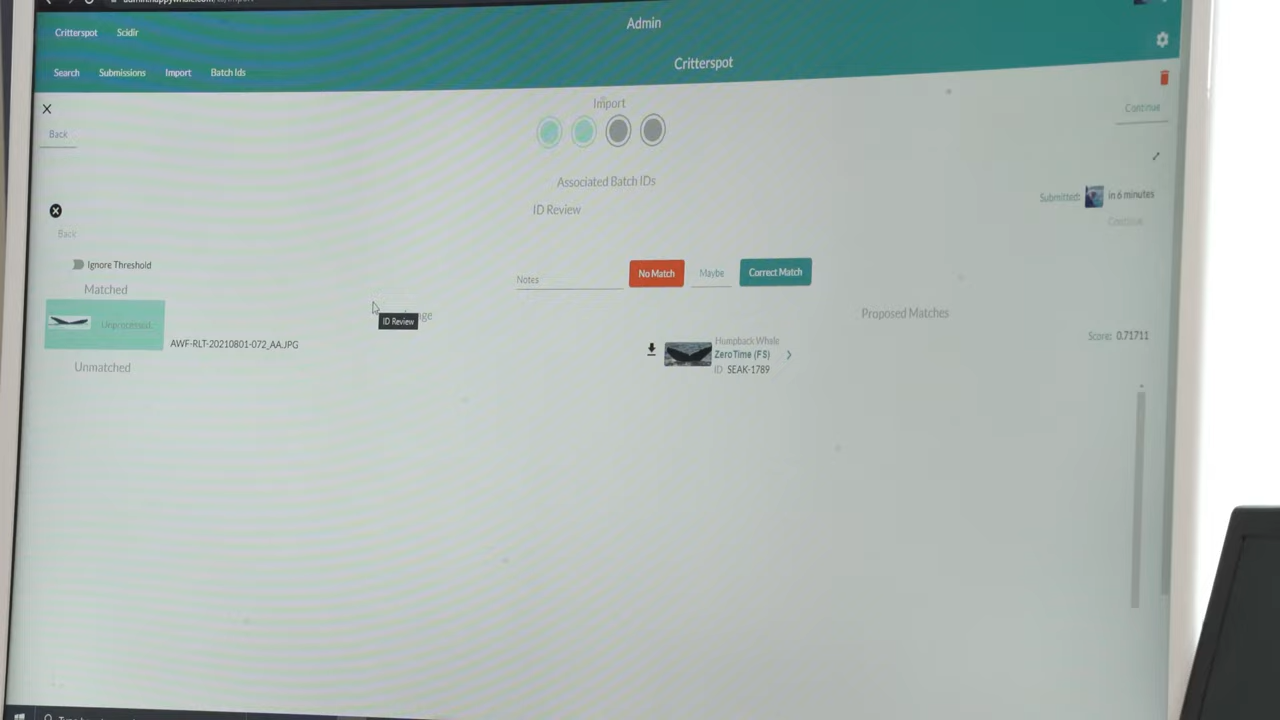 Admin
Critterspot Scidir
Critterspot
Search Submissions Import Batch Ids
Import
Continue
Back
Associated Batch IDs
ID Review
Submitted: in 6 minutes
Continue
Back
Ignore Threshold
Notes No Match Maybe Correct Match
Matched
Proposed Matches
ID Review
Unprocessed
Score: 0.71711
AWF-RLT-20210801-072_AA.JPG
Humpback Whale
ZeroTime (FS)
ID SEAK-1789
Unmatched